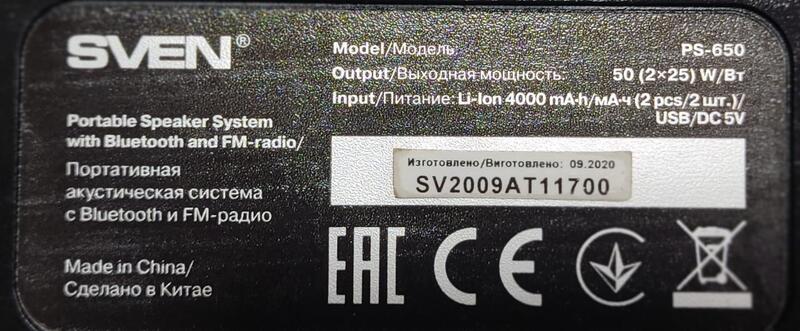 SVEN®
Portable Speaker System
with Bluetooth and FM-radio/
Портативная
акустическая система
с Bluetooth и FM-радио
Made in China/
Сделано в Китае
Model/Модель: PS-650
Output/Выходная мощность: 50 (2×25) W/Вт
Input/Питание: Li-Ion 4000 mA·h/мА·ч (2 pcs/2 шт.)/
USB/DC 5V
Изготовлено/Виготовлено: 09.2020
SV2009AT11700
EAC CE